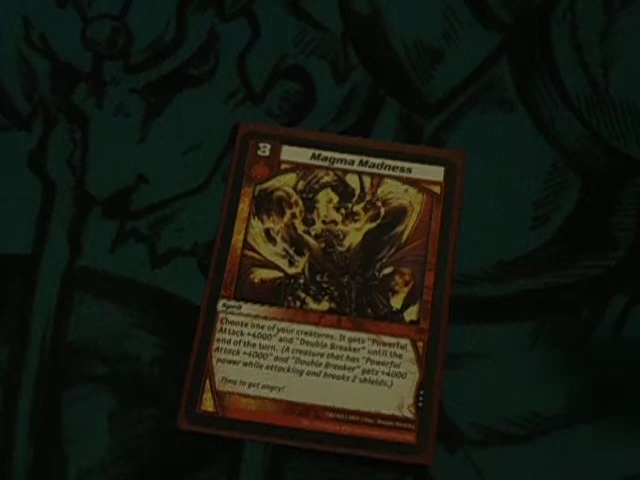 3
Magma Madness
Spell
Choose one of your creatures. It gets "Powerful
Attack +4000" and "Double Breaker" until the
end of the turn. (A creature that has "Powerful
Attack +4000" and "Double Breaker" gets +4000
power while attacking and breaks 2 shields.)
Time to get angry!